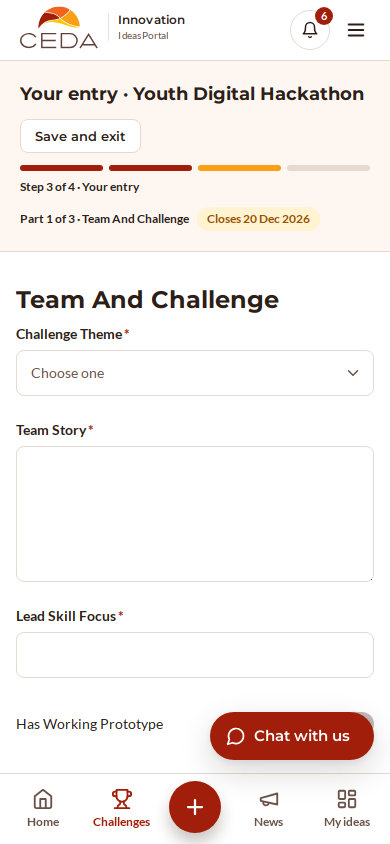 CEDA
Innovation
IdeasPortal
6
Your entry · Youth Digital Hackathon
Save and exit
Step 3 of 4 · Your entry
Part 1 of 3 · Team And Challenge
Closes 20 Dec 2026
Team And Challenge
Challenge Theme*
Choose one
Team Story*
Lead Skill Focus*
Has Working Prototype
Chat with us
Home
Challenges
News
My ideas